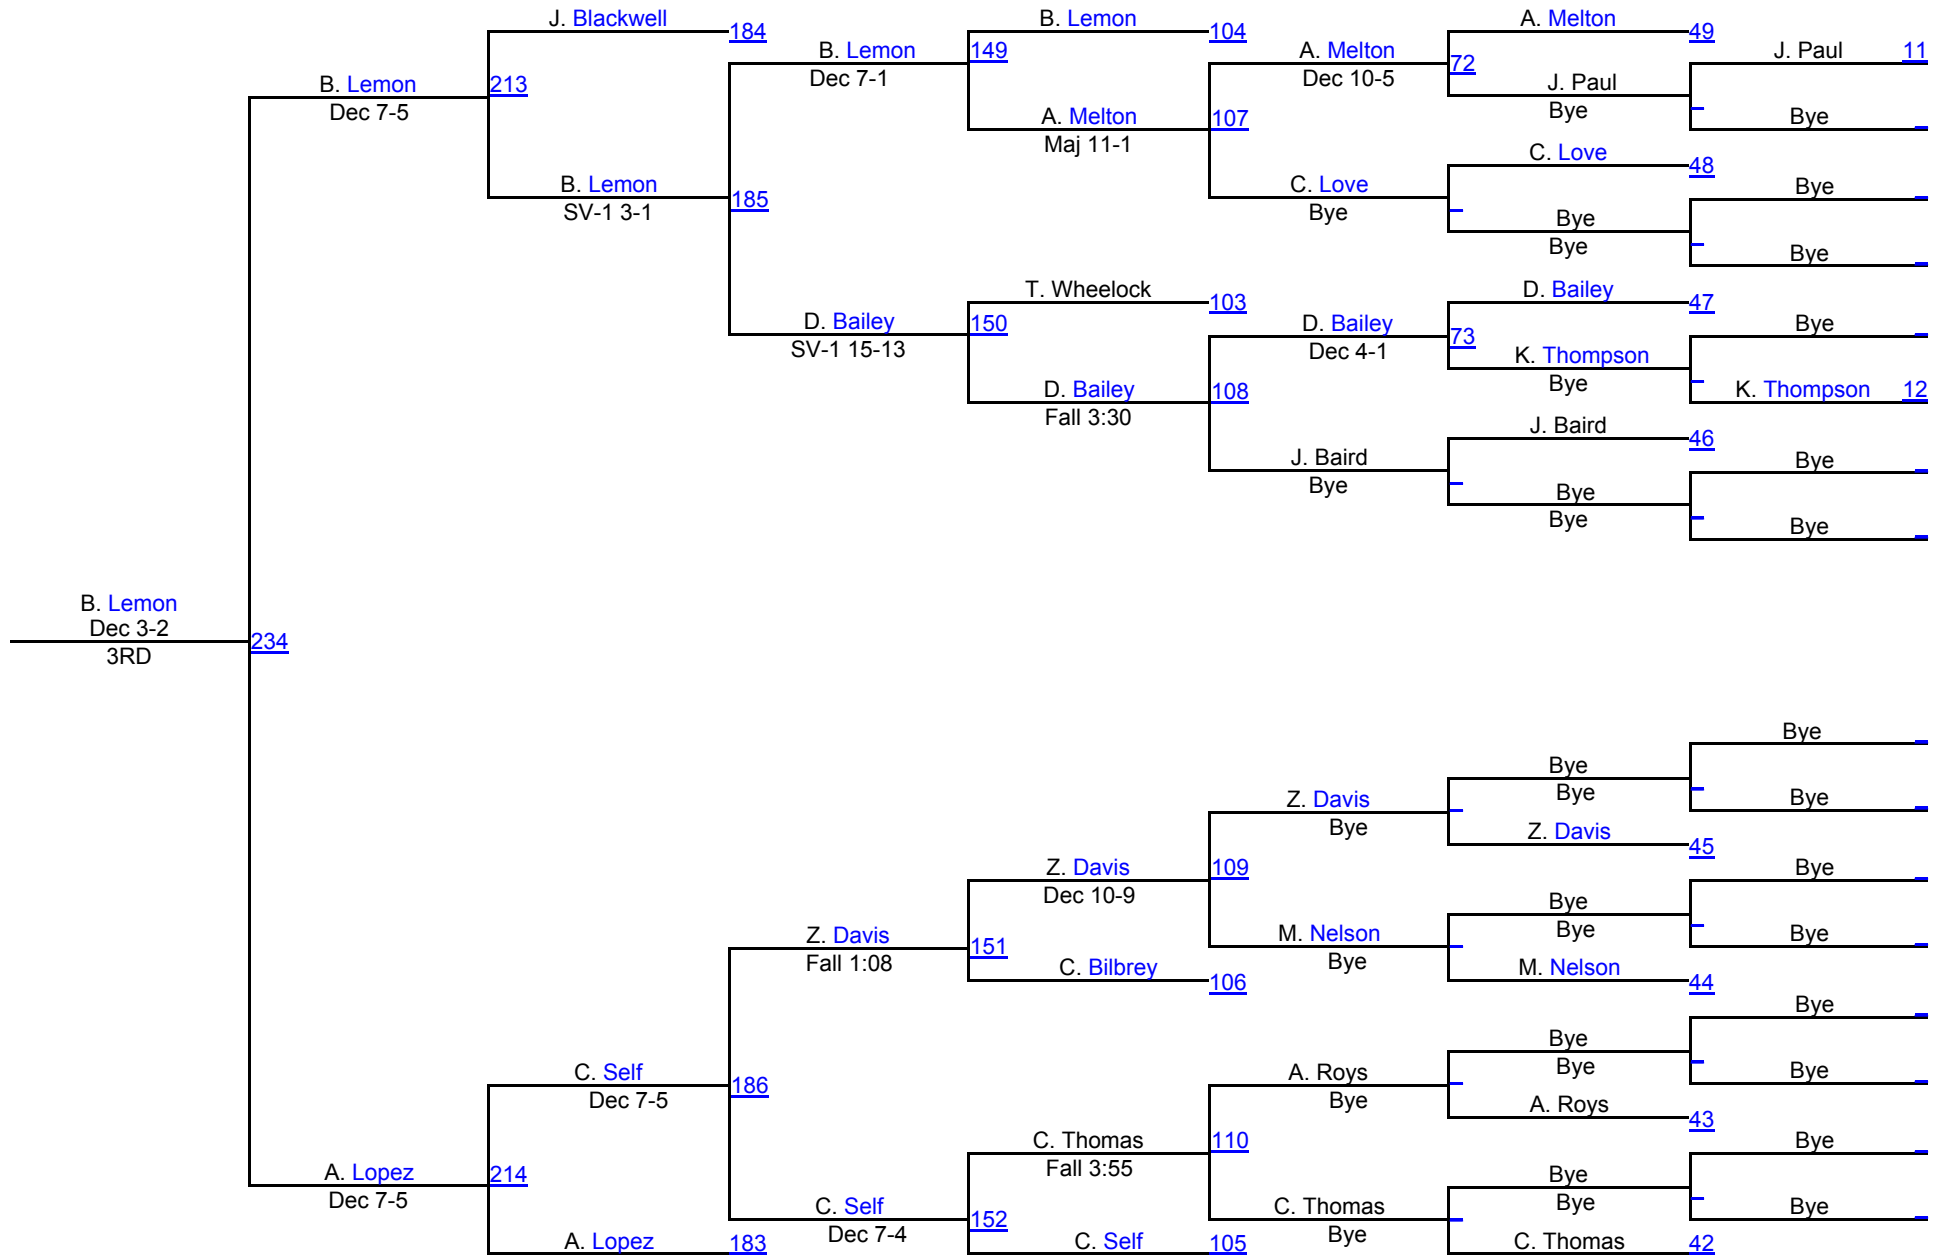 J. Blackwell
184
B. Lemon
Dec 7-5
213
B. Lemon
SV-1 3-1
185
B. Lemon
Dec 7-1
149
B. Lemon
104
A. Melton
Maj 11-1
107
A. Melton
Dec 10-5
72
A. Melton
49
J. Paul
Bye
J. Paul 11
Bye
C. Love
Bye
C. Love
48
Bye
Bye
Bye
Bye
D. Bailey
SV-1 15-13
150
T. Wheelock
103
D. Bailey
Fall 3:30
108
D. Bailey
Dec 4-1
73
D. Bailey
47
K. Thompson
Bye
Bye
K. Thompson 12
J. Baird
Bye
J. Baird
46
Bye
Bye
Bye
Bye
B. Lemon
Dec 3-2
3RD
234
A. Lopez
Dec 7-5
214
C. Self
Dec 7-5
186
A. Lopez
183
Z. Davis
Fall 1:08
151
Z. Davis
Dec 10-9
109
C. Bilbrey
106
Z. Davis
Bye
Bye
Bye
Z. Davis
45
Bye
Bye
M. Nelson
Bye
Bye
Bye
M. Nelson
44
Bye
Bye
C. Self
Dec 7-4
152
C. Thomas
Fall 3:55
110
C. Self
105
A. Roys
Bye
Bye
Bye
A. Roys
43
Bye
Bye
C. Thomas
Bye
Bye
Bye
C. Thomas
42
Bye
Bye